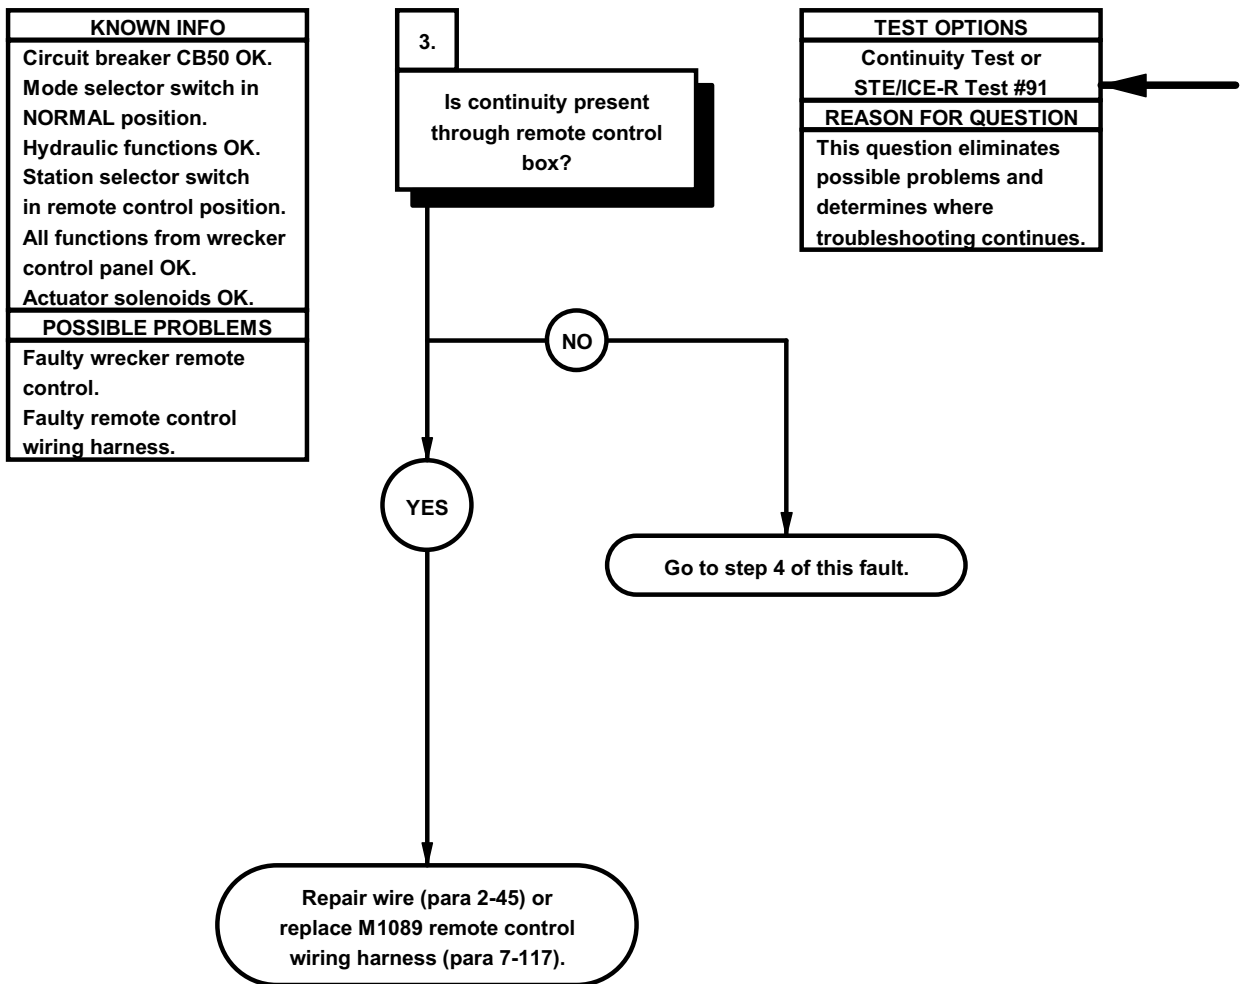 KNOWN INFO
Circuit breaker CB50 OK.
Mode selector switch in
NORMAL position.
Hydraulic functions OK.
Station selector switch
in remote control position.
All functions from wrecker
control panel OK.
Actuator solenoids OK.
POSSIBLE PROBLEMS
Faulty wrecker remote
control.
Faulty remote control
wiring harness.
3.
Is continuity present
through remote control
box?
TEST OPTIONS
Continuity Test or
STE/ICE-R Test #91
REASON FOR QUESTION
This question eliminates
possible problems and
determines where
troubleshooting continues.
NO
YES
Go to step 4 of this fault.
Repair wire (para 2-45) or
replace M1089 remote control
wiring harness (para 7-117).